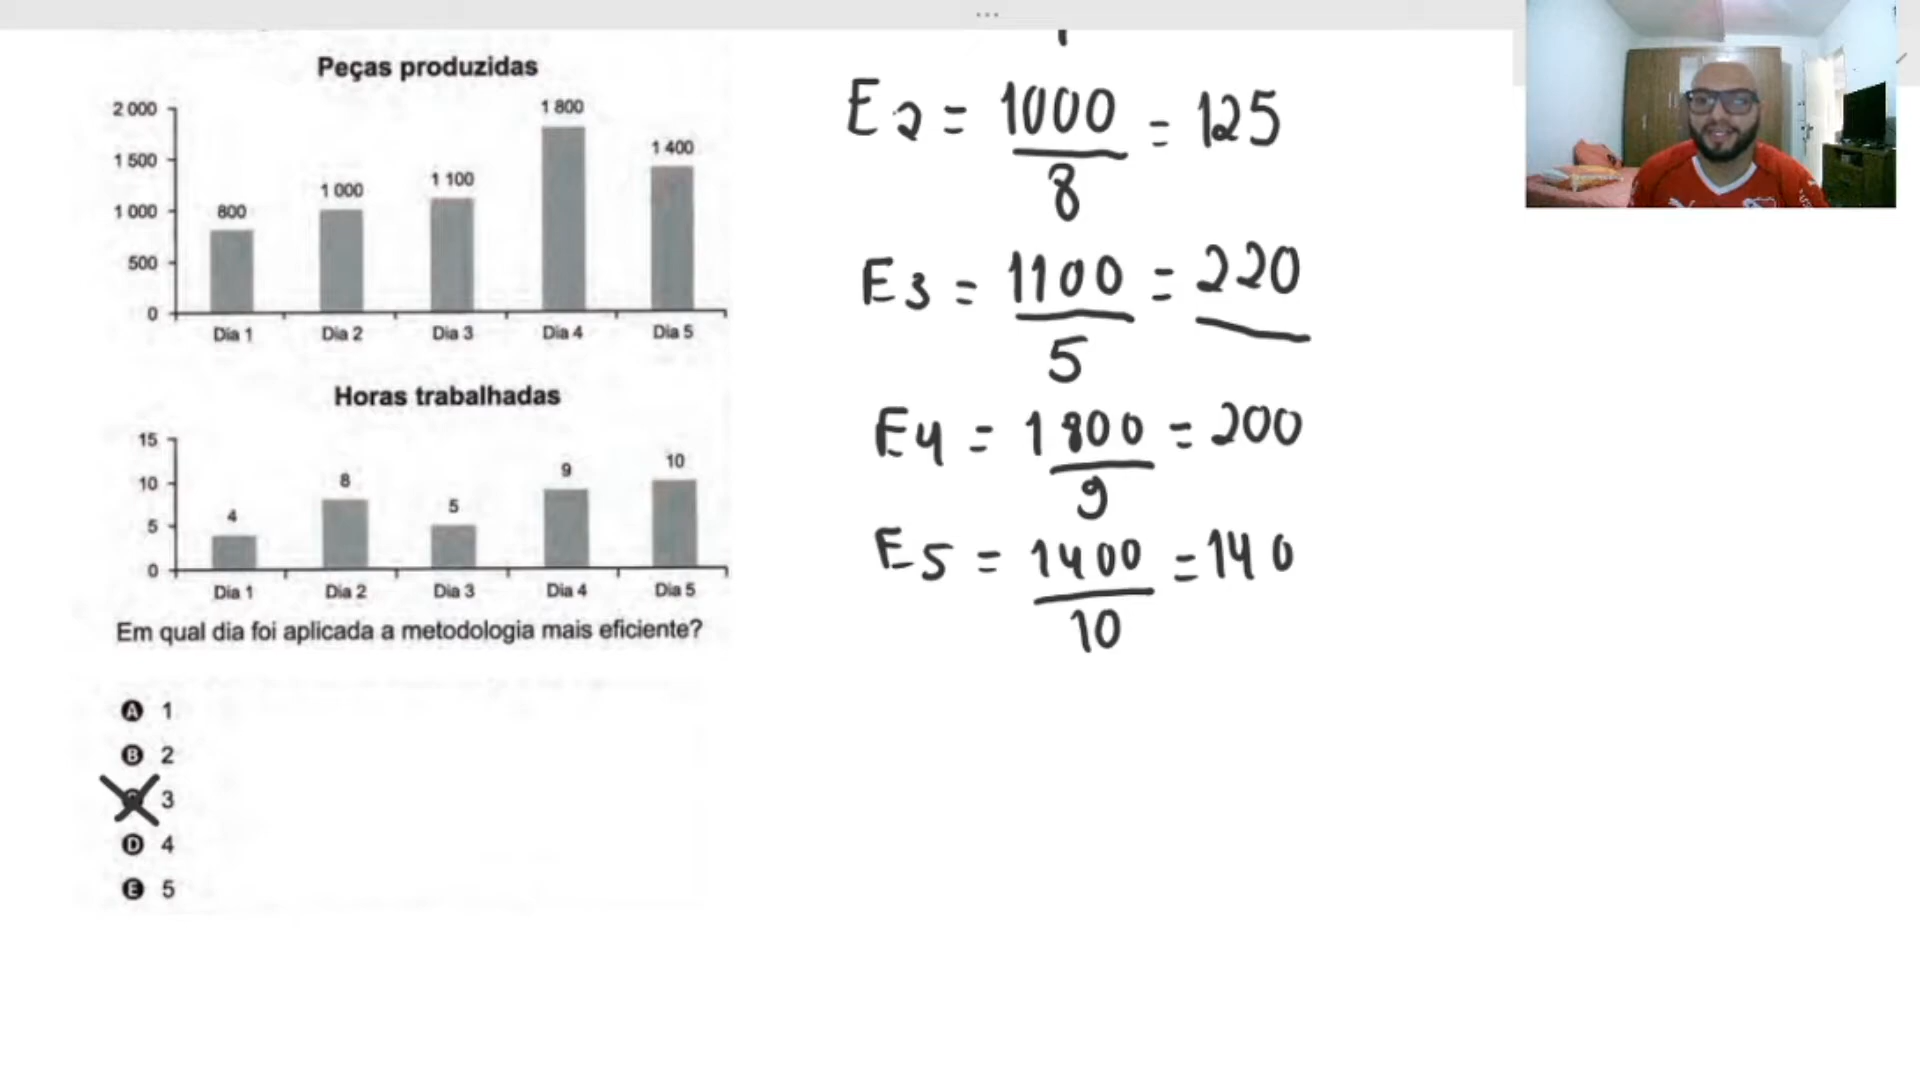 Peças produzidas
2 000
1 500
1 000
500
0
800
1 000
1 100
1 800
1 400
Dia 1 Dia 2 Dia 3 Dia 4 Dia 5
Horas trabalhadas
15
10
5
0
4
8
5
9
10
Dia 1 Dia 2 Dia 3 Dia 4 Dia 5
Em qual dia foi aplicada a metodologia mais eficiente?
A 1
B 2
3
D 4
E 5
E2 = 1000 = 125
8
E3 = 1100 = 220
5
E4 = 1800 = 200
9
E5 = 1400 = 140
10